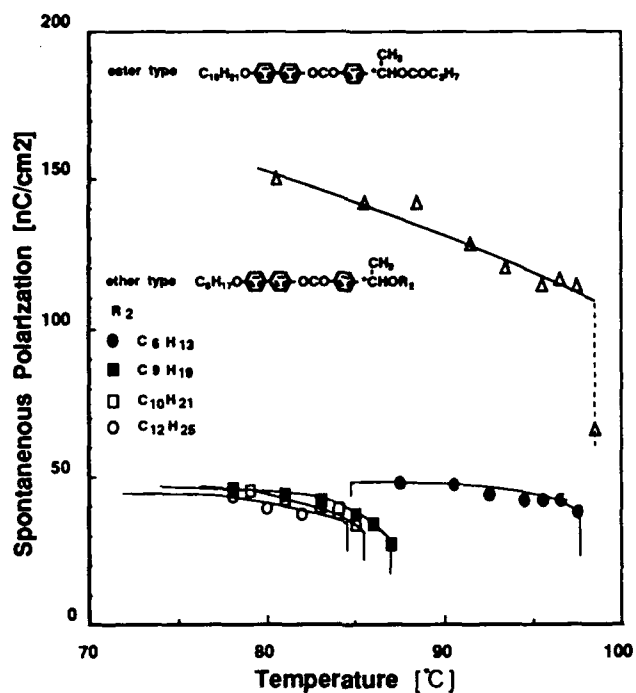 200
150
100
50
0
Spontanenous Polarization [nC/cm2]
ester type C10H21O OCO CH3 *CHOCOC3H7
ether type C8H17O OCO CH3 *CHOR2
R2
C6H13
C9H19
C10H21
C12H25
70 80 90 100
Temperature [℃]